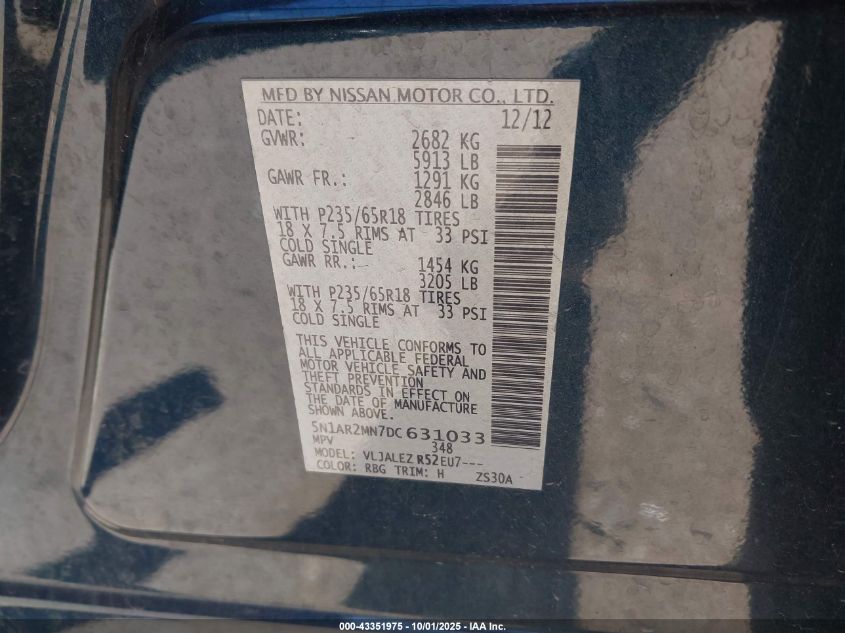 MFD BY NISSAN MOTOR CO., LTD.
DATE: 12/12
GVWR: 2682 KG
5913 LB
GAWR FR.: 1291 KG
2846 LB
WITH P235/65R18 TIRES
18 X 7.5 RIMS AT 33 PSI
COLD SINGLE
GAWR RR.: 1454 KG
3205 LB
WITH P235/65R18 TIRES
18 X 7.5 RIMS AT 33 PSI
COLD SINGLE
THIS VEHICLE CONFORMS TO
ALL APPLICABLE FEDERAL
MOTOR VEHICLE SAFETY AND
THEFT PREVENTION
STANDARDS IN EFFECT ON
THE DATE OF MANUFACTURE
SHOWN ABOVE.
5N1AR2MN7DC631033
MPV 348
MODEL: VLJALEZ RS2EU7---
COLOR: RBG TRIM: H ZS30A
000-43351975 - 10/01/2025 - IAA Inc.